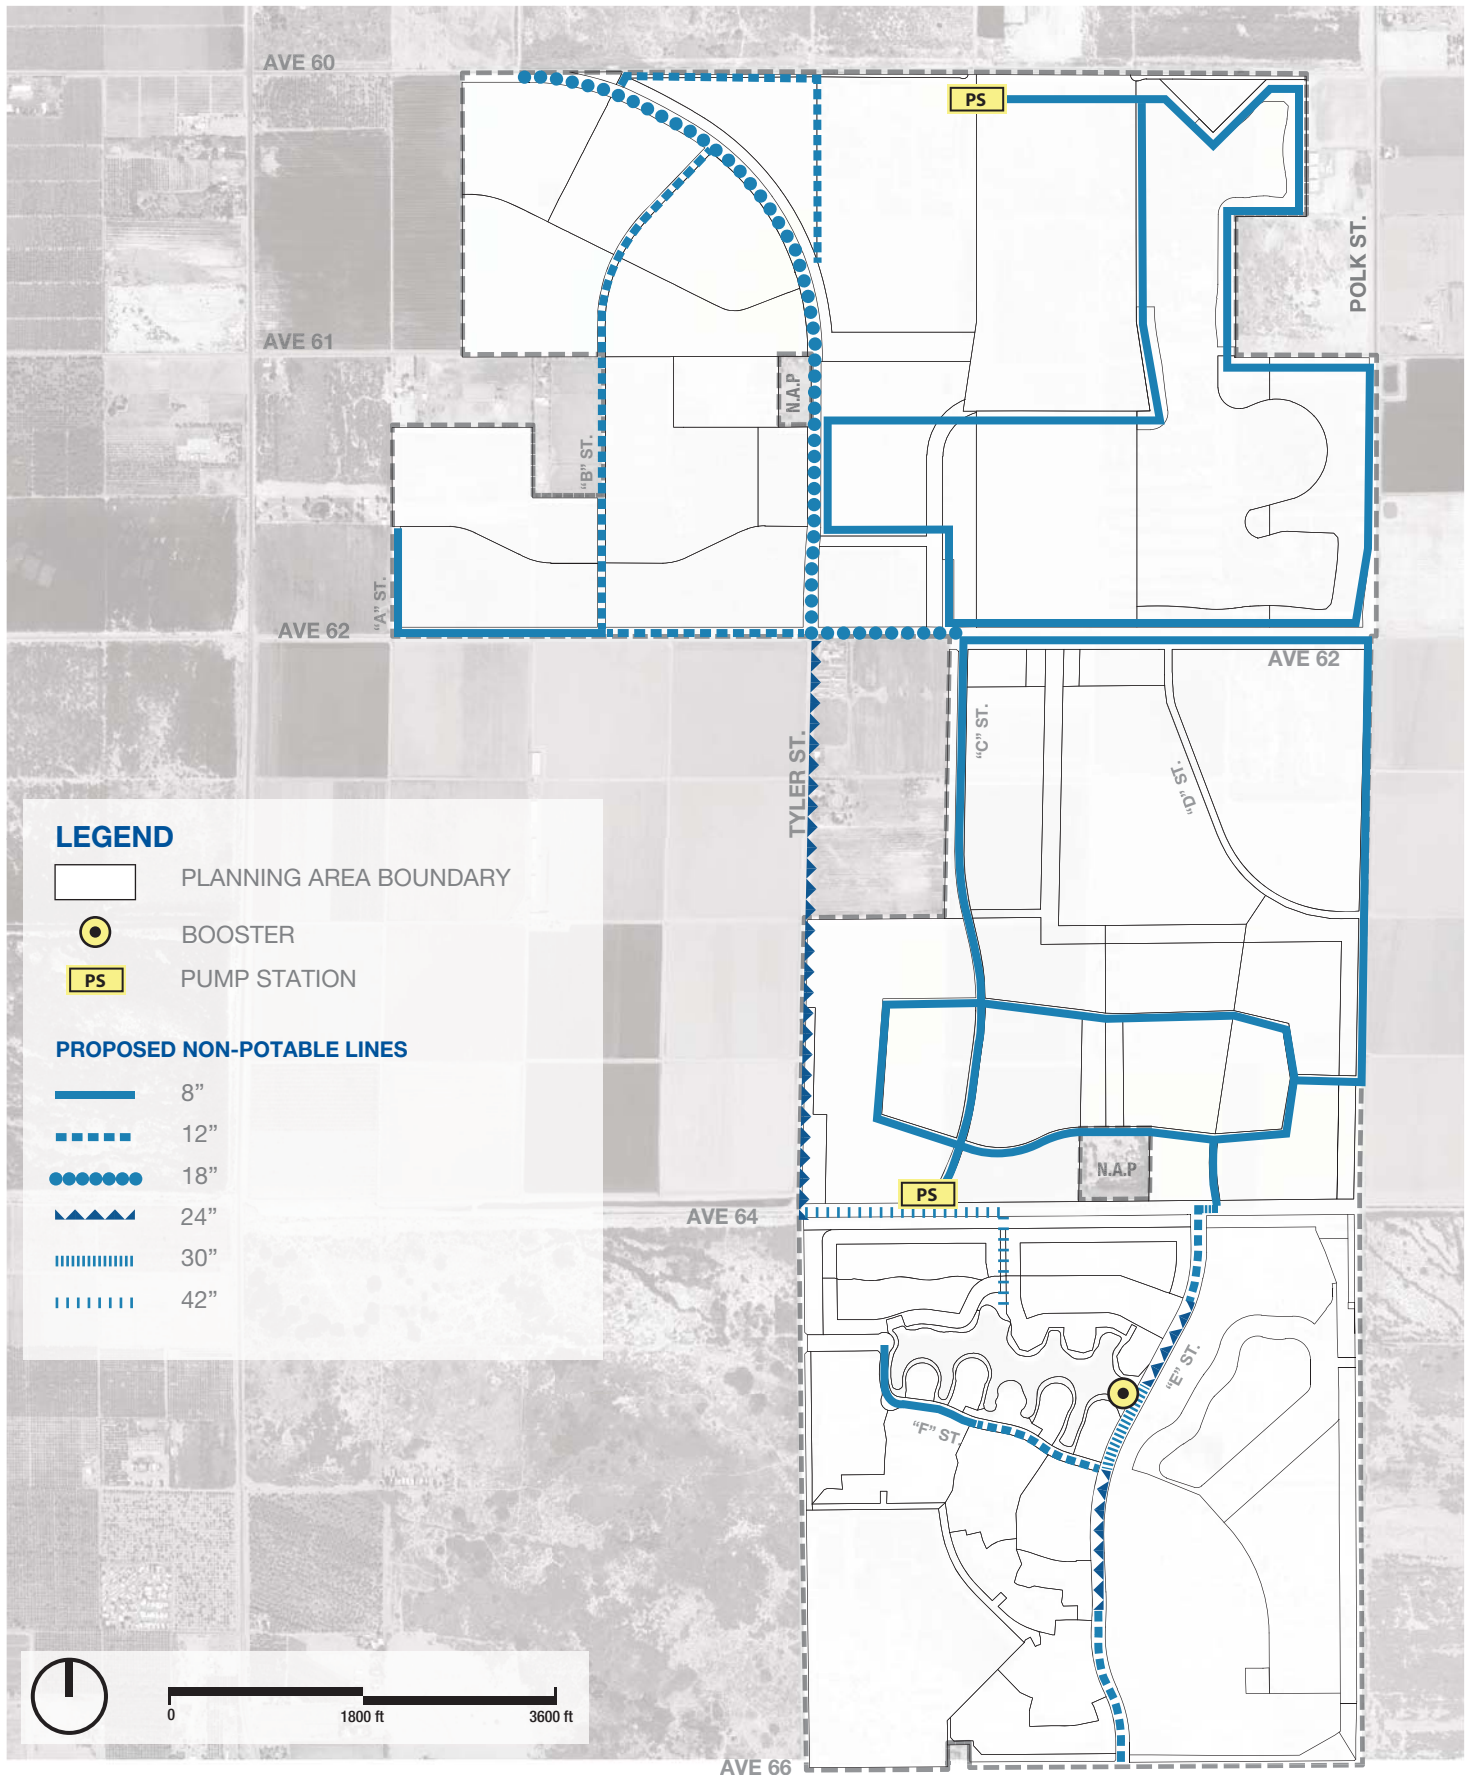 AVE 60
PS
POLK ST.
AVE 61
N.A.P
"B" ST.
"A" ST.
AVE 62
AVE 62
"C" ST.
TYLER ST.
"D" ST.
LEGEND
PLANNING AREA BOUNDARY
BOOSTER
PS PUMP STATION
PROPOSED NON-POTABLE LINES
8”
12”
18”
24”
30”
42”
N.A.P
PS
AVE 64
"E" ST.
"F" ST.
0 1800 ft 3600 ft
AVE 66